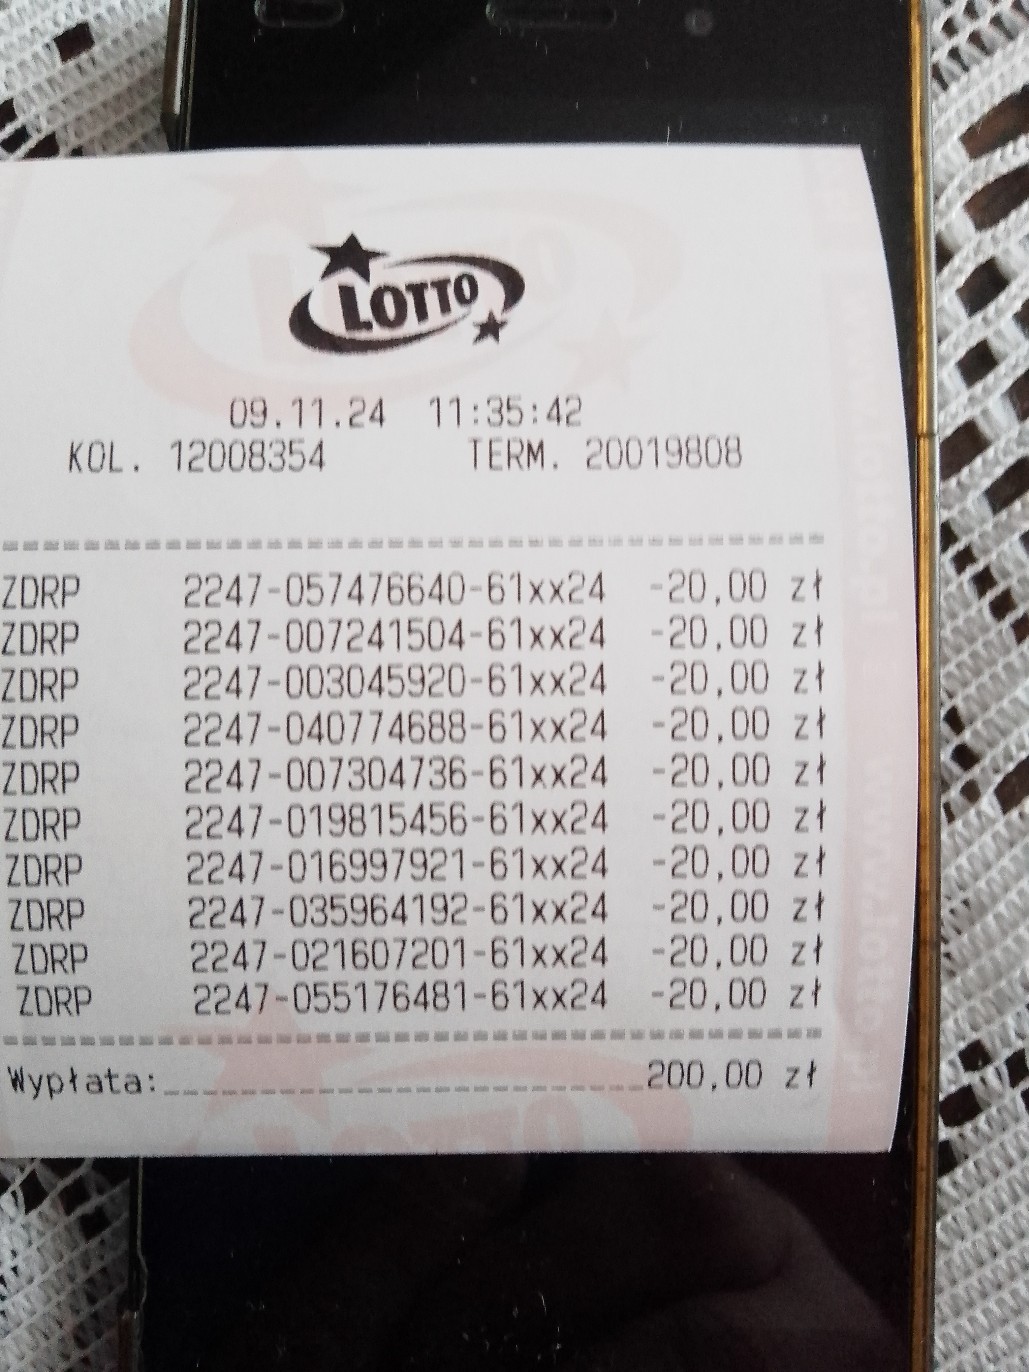 LOTTO
09.11.24 11:35:42
KOL. 12008354 TERM. 20019808
ZDRP 2247-057476640-61xx24 -20,00 zł
ZDRP 2247-007241504-61xx24 -20,00 zł
ZDRP 2247-003045920-61xx24 -20,00 zł
ZDRP 2247-040774688-61xx24 -20,00 zł
ZDRP 2247-007304736-61xx24 -20,00 zł
ZDRP 2247-019815456-61xx24 -20,00 zł
ZDRP 2247-016997921-61xx24 -20,00 zł
ZDRP 2247-035964192-61xx24 -20,00 zł
ZDRP 2247-021607201-61xx24 -20,00 zł
ZDRP 2247-055176481-61xx24 -20,00 zł
Wypłata:________________________200,00 zł